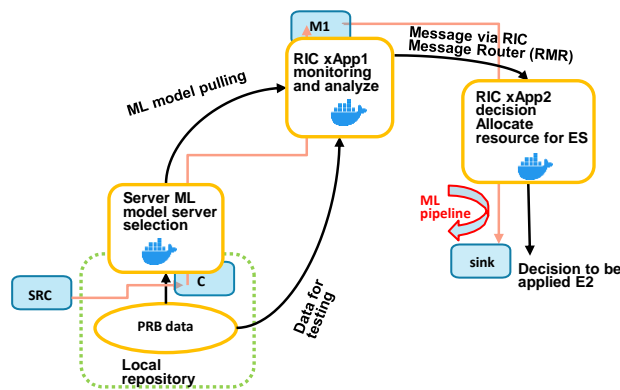 M1
RIC xApp1
monitoring
and analyze
Message via RIC
Message Router (RMR)
ML model pulling
RIC xApp2
decision
Allocate
resource for ES
Server ML
model server
selection
ML
pipeline
SRC
C
sink
Decision to be
applied E2
PRB data
Data for
testing
Local
repository